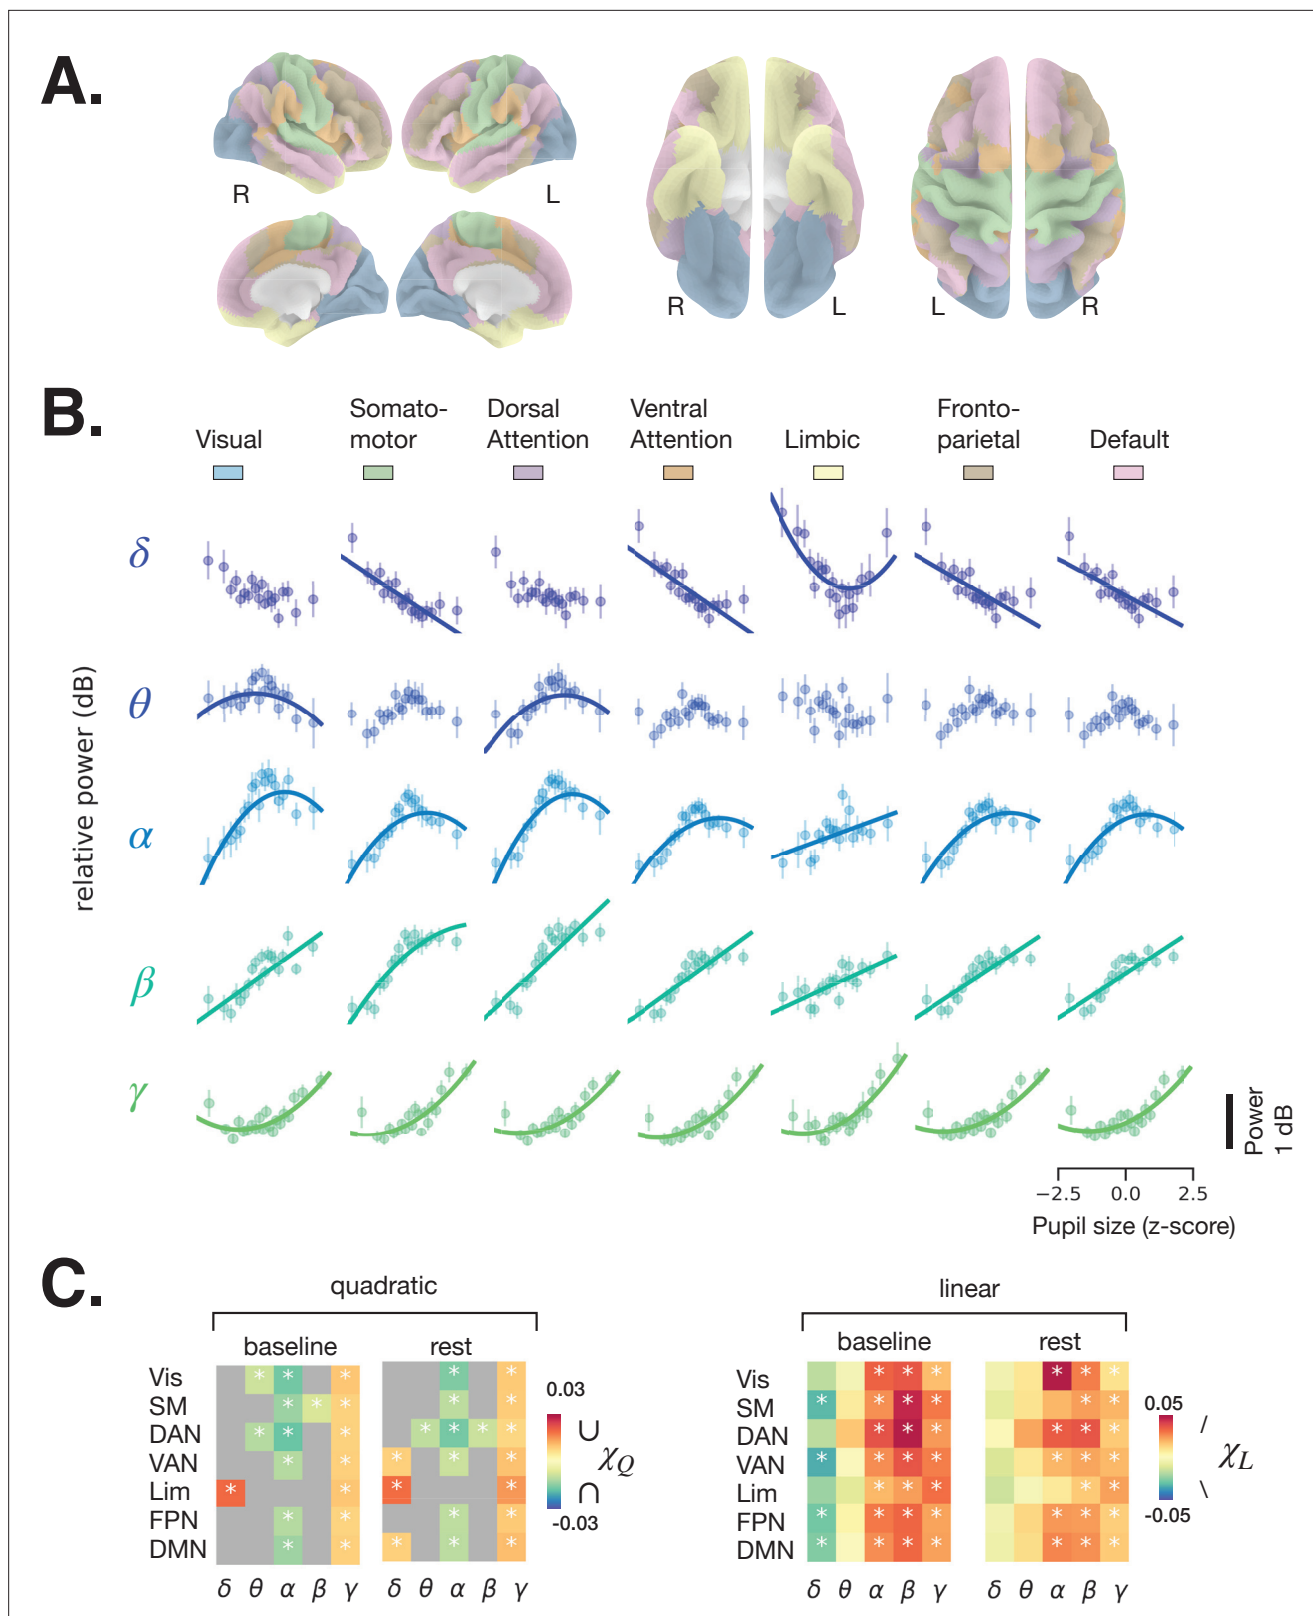 A.
R
L
R
L
L
R
B.
Visual
Somato-
motor
Dorsal
Attention
Ventral
Attention
Limbic
Fronto-
parietal
Default
relative power (dB)
δ
θ
α
β
γ
Power
1 dB
−2.5 0.0 2.5
Pupil size (z-score)
C.
quadratic
baseline rest
Vis
SM
DAN
VAN
Lim
FPN
DMN
* * * * *
* * * * *
* * * * * * *
* * * * *
* * * *
* * * *
* * * * *
δ θ α β γ
δ θ α β γ
0.03
∪
χQ
∩
-0.03
linear
baseline rest
Vis
SM
DAN
VAN
Lim
FPN
DMN
* * * * * *
* * * * * *
* * * * * *
* * * * * * *
* * * * *
* * * * * * *
* * * * * * *
δ θ α β γ
δ θ α β γ
0.05
/
χL
\
-0.05